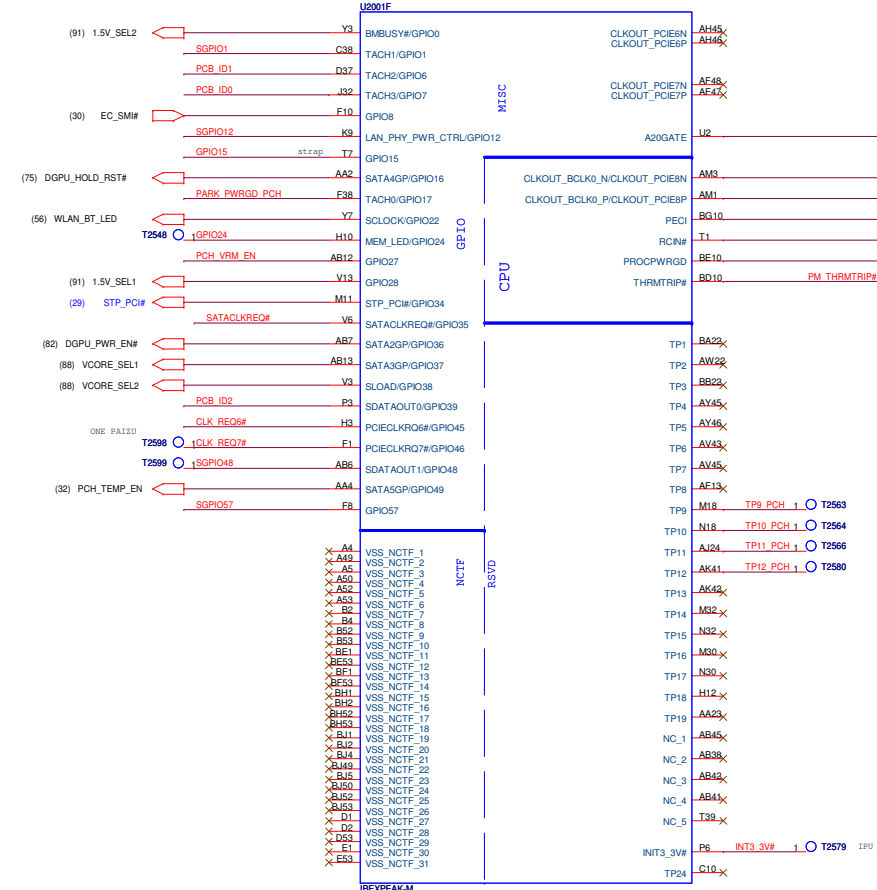 U2001F
(91) 1.5V_SEL2 Y3 BMBUSY#/GPIO0 CLKOUT_PCIE6N AH45
CLKOUT_PCIE6P AH46
SGPIO1 C38 TACH1/GPIO1
PCB_ID1 D37 TACH2/GPIO6
CLKOUT_PCIE7N AF48
PCB_ID0 J32 TACH3/GPIO7 MISC CLKOUT_PCIE7P AF47
(30) EC_SMI# F10 GPIO8
SGPIO12 K9 LAN_PHY_PWR_CTRL/GPIO12 A20GATE U2
GPIO15 strap T7 GPIO15
(75) DGPU_HOLD_RST# AA2 SATA4GP/GPIO16 CLKOUT_BCLK0_N/CLKOUT_PCIE8N AM3
PARK_PWRGD_PCH F38 TACH0/GPIO17 CLKOUT_BCLK0_P/CLKOUT_PCIE8P AM1
(56) WLAN_BT_LED Y7 SCLOCK/GPIO22 PECI BG10
T2548 1 GPIO24 H10 MEM_LED/GPIO24 GPIO RCIN# T1
PCH_VRM_EN AB12 GPIO27 PROCPWRGD BE10
(91) 1.5V_SEL1 V13 GPIO28 CPU THRMTRIP# BD10 PM_THRMTRIP#
(29) STP_PCI# M11 STP_PCI#/GPIO34
SATACLKREQ# V6 SATACLKREQ#/GPIO35
(82) DGPU_PWR_EN# AB7 SATA2GP/GPIO36 TP1 BA22
(88) VCORE_SEL1 AB13 SATA3GP/GPIO37 TP2 AW22
(88) VCORE_SEL2 V3 SLOAD/GPIO38 TP3 BB22
PCB_ID2 P3 SDATAOUT0/GPIO39 TP4 AY45
CLK_REQ6# H3 PCIECLKRQ6#/GPIO45 TP5 AY46
ONE PAIZU
T2598 1 CLK_REQ7# F1 PCIECLKRQ7#/GPIO46 TP6 AV43
T2599 1 SGPIO48 AB6 SDATAOUT1/GPIO48 TP7 AV45
(32) PCH_TEMP_EN AA4 SATA5GP/GPIO49 TP8 AF13
SGPIO57 F8 GPIO57 TP9 M18 TP9_PCH 1 T2563
TP10 N18 TP10_PCH 1 T2564
A4 VSS_NCTF_1 TP11 AJ24 TP11_PCH 1 T2566
A49 VSS_NCTF_2
A5 VSS_NCTF_3 NCTF RSVD TP12 AK41 TP12_PCH 1 T2580
A50 VSS_NCTF_4
A52 VSS_NCTF_5 TP13 AK42
A53 VSS_NCTF_6
B2 VSS_NCTF_7 TP14 M32
B4 VSS_NCTF_8
B52 VSS_NCTF_9 TP15 N32
B53 VSS_NCTF_10
BE1 VSS_NCTF_11 TP16 M30
BE53 VSS_NCTF_12
BF1 VSS_NCTF_13 TP17 N30
BF53 VSS_NCTF_14
BH1 VSS_NCTF_15 TP18 H12
BH2 VSS_NCTF_16
BH52 VSS_NCTF_17 TP19 AA23
BH53 VSS_NCTF_18
BJ1 VSS_NCTF_19 NC_1 AB45
BJ2 VSS_NCTF_20
BJ4 VSS_NCTF_21 NC_2 AB38
BJ49 VSS_NCTF_22
BJ5 VSS_NCTF_23 NC_3 AB42
BJ50 VSS_NCTF_24
BJ52 VSS_NCTF_25 NC_4 AB41
BJ53 VSS_NCTF_26
D1 VSS_NCTF_27 NC_5 T39
D2 VSS_NCTF_28
D53 VSS_NCTF_29
E1 VSS_NCTF_30 INIT3_3V# P6 INT3_3V# 1 T2579 IPU
E53 VSS_NCTF_31
TP24 C10
IBEXPEAK-M